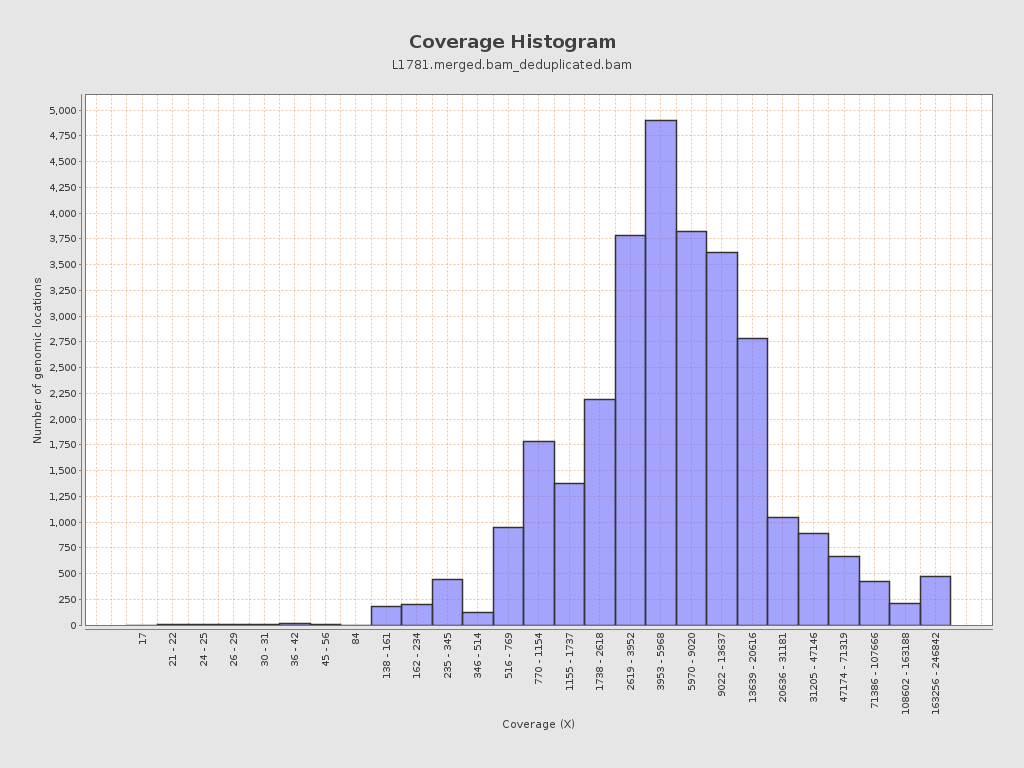 Coverage Histogram
L1781.merged.bam_deduplicated.bam
Number of genomic locations
5,000
4,750
4,500
4,250
4,000
3,750
3,500
3,250
3,000
2,750
2,500
2,250
2,000
1,750
1,500
1,250
1,000
750
500
250
0
17
21 - 22
24 - 25
26 - 29
30 - 31
36 - 42
45 - 56
84
138 - 161
162 - 234
235 - 345
346 - 514
516 - 769
770 - 1154
1155 - 1737
1738 - 2618
2619 - 3952
3953 - 5968
5970 - 9020
9022 - 13637
13639 - 20616
20636 - 31181
31205 - 47146
47174 - 71319
71386 - 107666
108602 - 163188
163256 - 246842
Coverage (X)